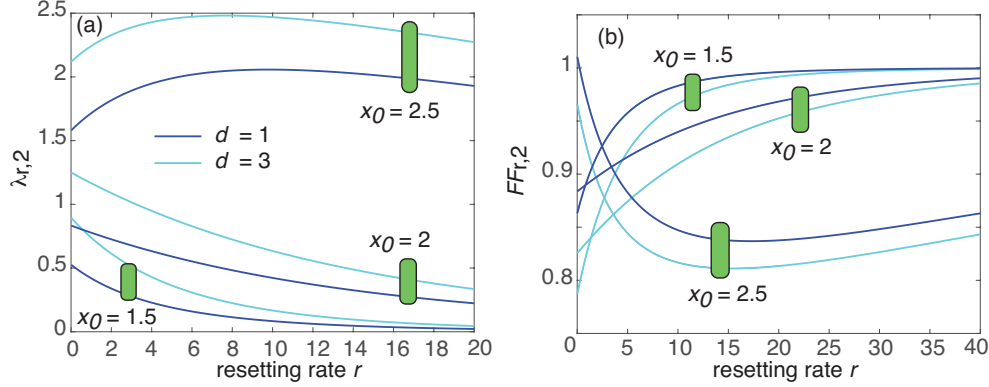 (a)
2.5
2
1.5
1
0.5
0
λr,2
x0 = 2.5
d = 1
d = 3
x0 = 2
x0 = 1.5
0 2 4 6 8 10 12 14 16 18 20
resetting rate r
(b)
1
0.9
0.8
FFr,2
x0 = 1.5
x0 = 2
x0 = 2.5
0 5 10 15 20 25 30 35 40
resetting rate r